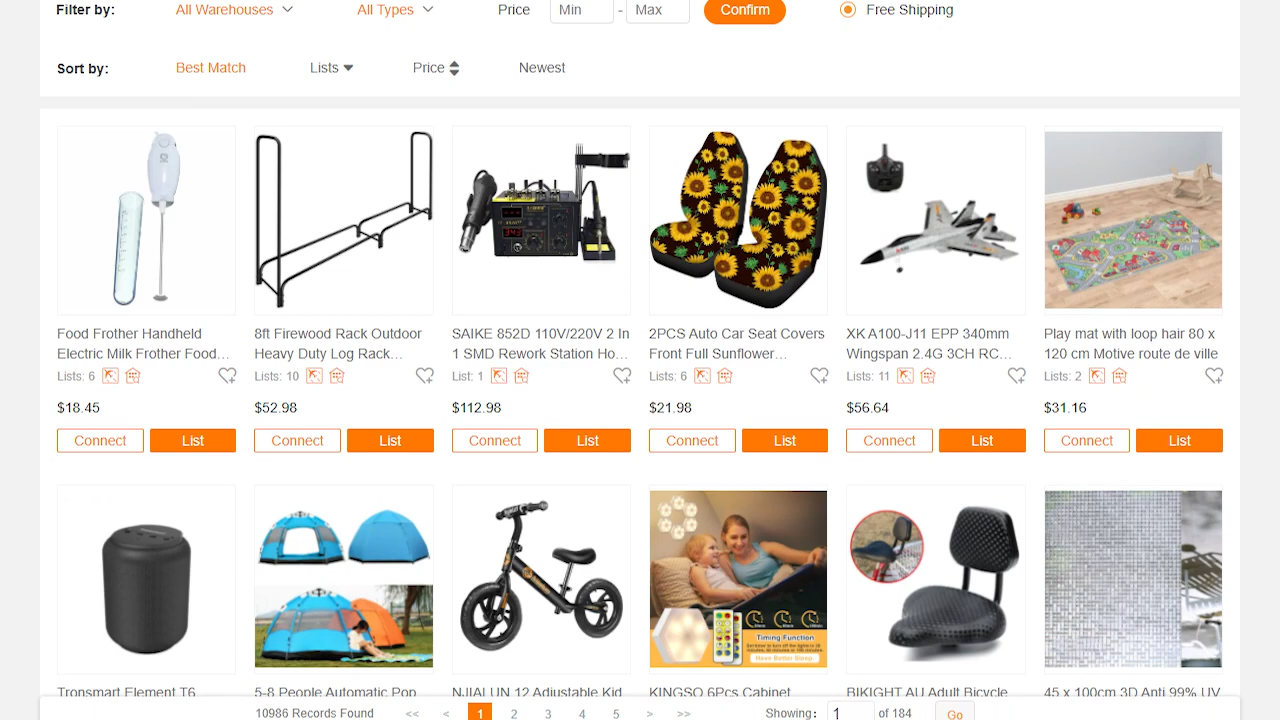 Filter by: All Warehouses All Types Price Min - Max Confirm Free Shipping
Sort by: Best Match Lists Price Newest
Food Frother Handheld
Electric Milk Frother Food...
Lists: 6
$18.45
Connect List
8ft Firewood Rack Outdoor
Heavy Duty Log Rack...
Lists: 10
$52.98
Connect List
SAIKE 852D 110V/220V 2 In
1 SMD Rework Station Ho...
List: 1
$112.98
Connect List
2PCS Auto Car Seat Covers
Front Full Sunflower...
Lists: 6
$21.98
Connect List
XK A100-J11 EPP 340mm
Wingspan 2.4G 3CH RC...
Lists: 11
$56.64
Connect List
Play mat with loop hair 80 x
120 cm Motive route de ville
Lists: 2
$31.16
Connect List
Timing Function
Have Better Sleep.
Tronsmart Element T6
5-8 People Automatic Pop
NJIALUN 12 Adjustable Kid
KINGSO 6Pcs Cabinet
BIKIGHT AU Adult Bicycle
45 x 100cm 3D Anti 99% UV
10986 Records Found << < 1 2 3 4 5 > >> Showing: 1 of 184 Go